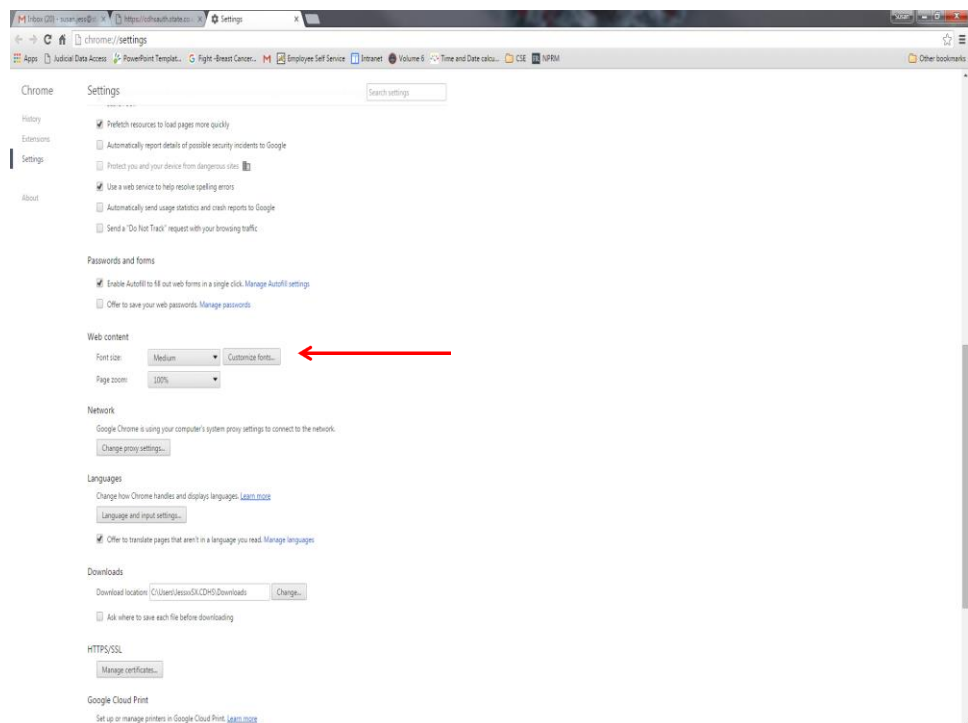 Inbox (20) - susan.jess@st
https://cdhsauth.state.co.
Settings
Susan
chrome://settings
Apps Judicial Data Access PowerPoint Templat... Fight -Breast Cancer... Employee Self Service Intranet Volume 6 Time and Date calcu... CSE NPRM Other bookmarks
Chrome
Settings
Search settings
History
Extensions
Settings
About
Prefetch resources to load pages more quickly
Automatically report details of possible security incidents to Google
Protect you and your device from dangerous sites
Use a web service to help resolve spelling errors
Automatically send usage statistics and crash reports to Google
Send a "Do Not Track" request with your browsing traffic
Passwords and forms
Enable Autofill to fill out web forms in a single click. Manage Autofill settings
Offer to save your web passwords. Manage passwords
Web content
Font size: Medium Customize fonts...
Page zoom: 100%
Network
Google Chrome is using your computer's system proxy settings to connect to the network.
Change proxy settings...
Languages
Change how Chrome handles and displays languages. Learn more
Language and input settings...
Offer to translate pages that aren't in a language you read. Manage languages
Downloads
Download location: C:\Users\JessxxSX.CDHS\Downloads Change...
Ask where to save each file before downloading
HTTPS/SSL
Manage certificates...
Google Cloud Print
Set up or manage printers in Google Cloud Print. Learn more